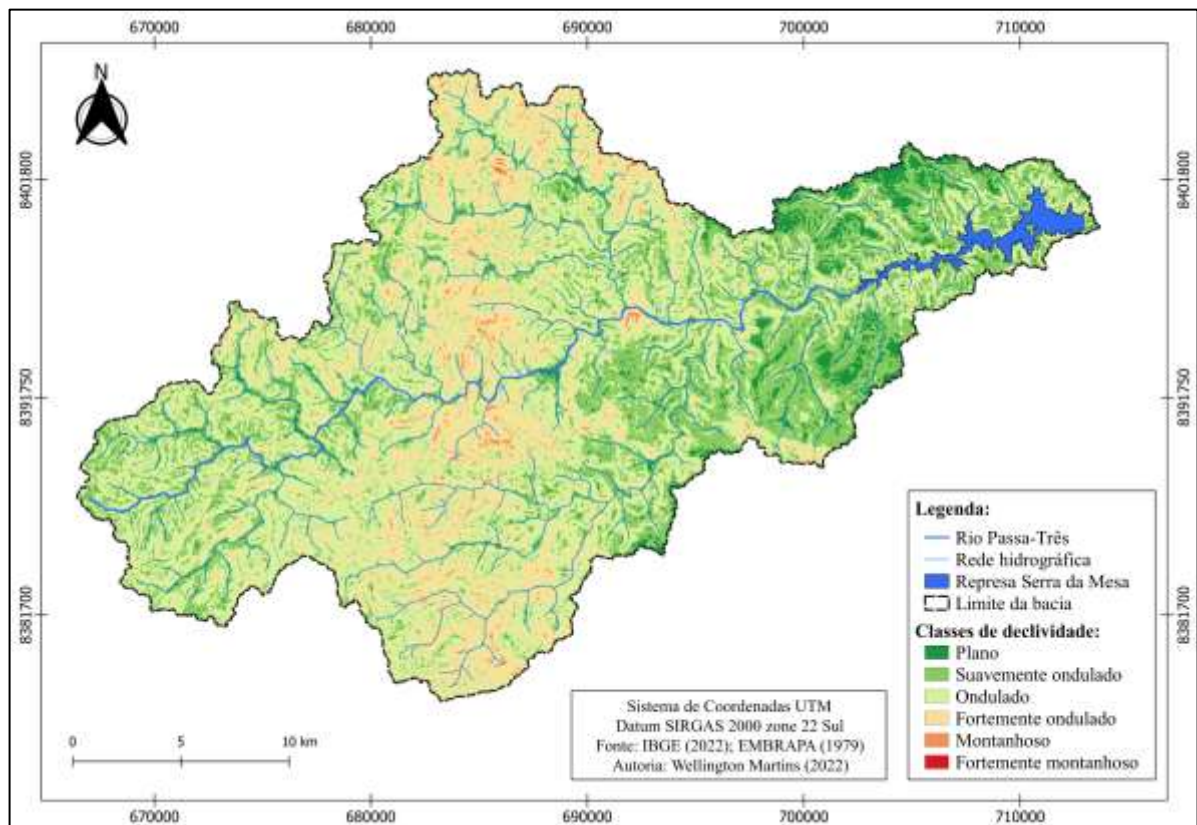 670000 680000 690000 700000 710000
N
8401800 8401800
8391750 8391750
8381700 8381700
Legenda:
Rio Passa-Três
Rede hidrográfica
Represa Serra da Mesa
Limite da bacia
Classes de declividade:
Plano
Suavemente ondulado
Ondulado
Fortemente ondulado
Montanhoso
Fortemente montanhoso
Sistema de Coordenadas UTM
Datum SIRGAS 2000 zone 22 Sul
Fonte: IBGE (2022); EMBRAPA (1979)
Autoria: Wellington Martins (2022)
0 5 10 km
670000 680000 690000 700000 710000